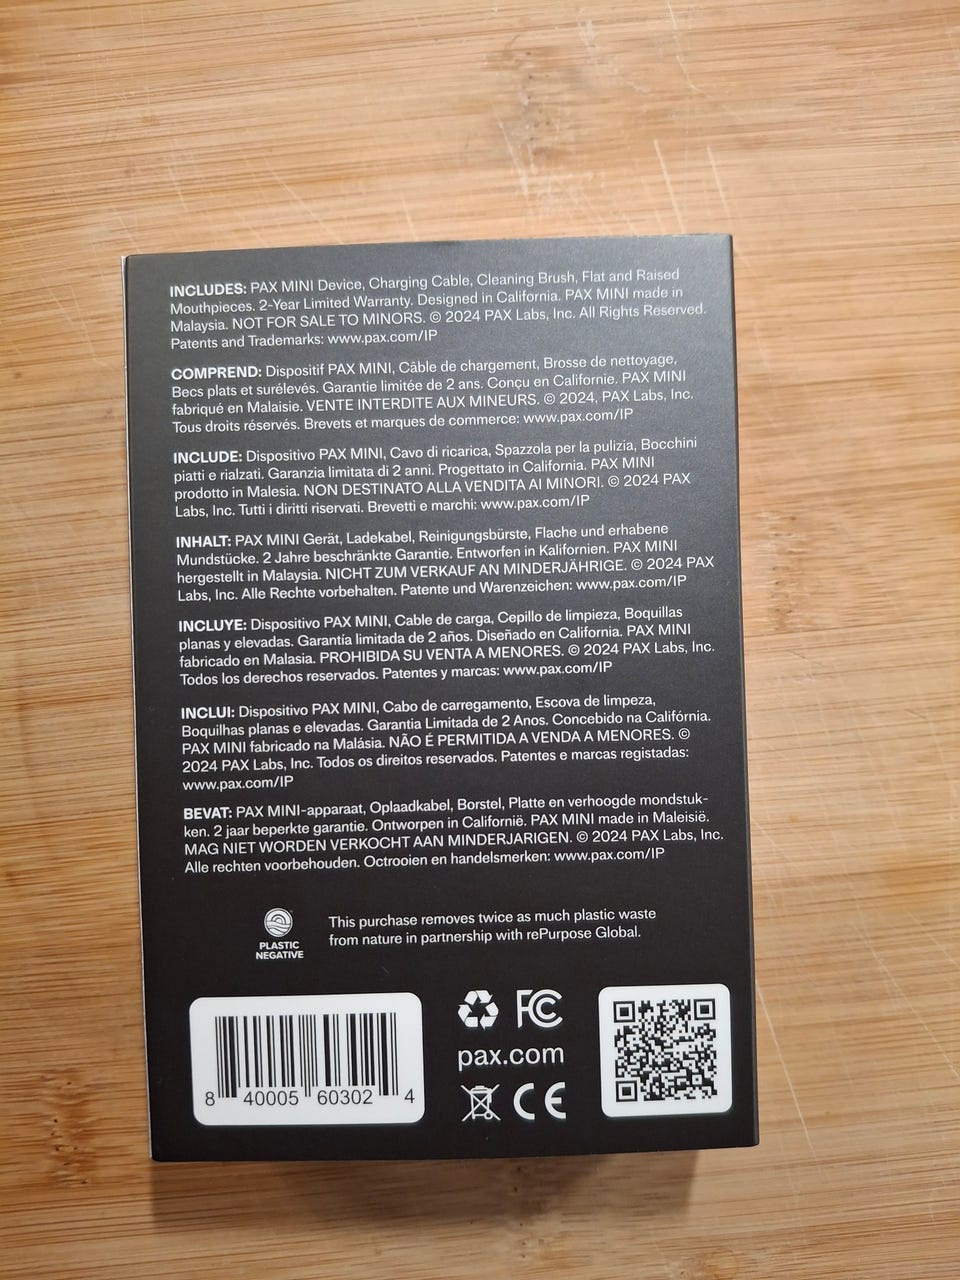 INCLUDES: PAX MINI Device, Charging Cable, Cleaning Brush, Flat and Raised
Mouthpieces. 2-Year Limited Warranty. Designed in California. PAX MINI made in
Malaysia. NOT FOR SALE TO MINORS. © 2024 PAX Labs, Inc. All Rights Reserved.
Patents and Trademarks: www.pax.com/IP
COMPREND: Dispositif PAX MINI, Câble de chargement, Brosse de nettoyage,
Becs plats et surélevés. Garantie limitée de 2 ans. Conçu en Californie. PAX MINI
fabriqué en Malaisie. VENTE INTERDITE AUX MINEURS. © 2024, PAX Labs, Inc.
Tous droits réservés. Brevets et marques de commerce: www.pax.com/IP
INCLUDE: Dispositivo PAX MINI, Cavo di ricarica, Spazzola per la pulizia, Bocchini
piatti e rialzati. Garanzia limitata di 2 anni. Progettato in California. PAX MINI
prodotto in Malesia. NON DESTINATO ALLA VENDITA AI MINORI. © 2024 PAX
Labs, Inc. Tutti i diritti riservati. Brevetti e marchi: www.pax.com/IP
INHALT: PAX MINI Gerät, Ladekabel, Reinigungsbürste, Flache und erhabene
Mundstücke. 2 Jahre beschränkte Garantie. Entworfen in Kalifornien. PAX MINI
hergestellt in Malaysia. NICHT ZUM VERKAUF AN MINDERJÄHRIGE. © 2024 PAX
Labs, Inc. Alle Rechte vorbehalten. Patente und Warenzeichen: www.pax.com/IP
INCLUYE: Dispositivo PAX MINI, Cable de carga, Cepillo de limpieza, Boquillas
planas y elevadas. Garantía limitada de 2 años. Diseñado en California. PAX MINI
fabricado en Malasia. PROHIBIDA SU VENTA A MENORES. © 2024 PAX Labs, Inc.
Todos los derechos reservados. Patentes y marcas: www.pax.com/IP
INCLUI: Dispositivo PAX MINI, Cabo de carregamento, Escova de limpeza,
Boquilhas planas e elevadas. Garantia Limitada de 2 Anos. Concebido na Califórnia.
PAX MINI fabricado na Malásia. NÃO É PERMITIDA A VENDA A MENORES. ©
2024 PAX Labs, Inc. Todos os direitos reservados. Patentes e marcas registadas:
www.pax.com/IP
BEVAT: PAX MINI-apparaat, Oplaadkabel, Borstel, Platte en verhoogde mondstuk-
ken. 2 jaar beperkte garantie. Ontworpen in Californië. PAX MINI made in Maleisië.
MAG NIET WORDEN VERKOCHT AAN MINDERJARIGEN. © 2024 PAX Labs, Inc.
Alle rechten voorbehouden. Octrooien en handelsmerken: www.pax.com/IP
PLASTIC
NEGATIVE
This purchase removes twice as much plastic waste
from nature in partnership with rePurpose Global.
8 40005 60302 4
FC
pax.com
CE